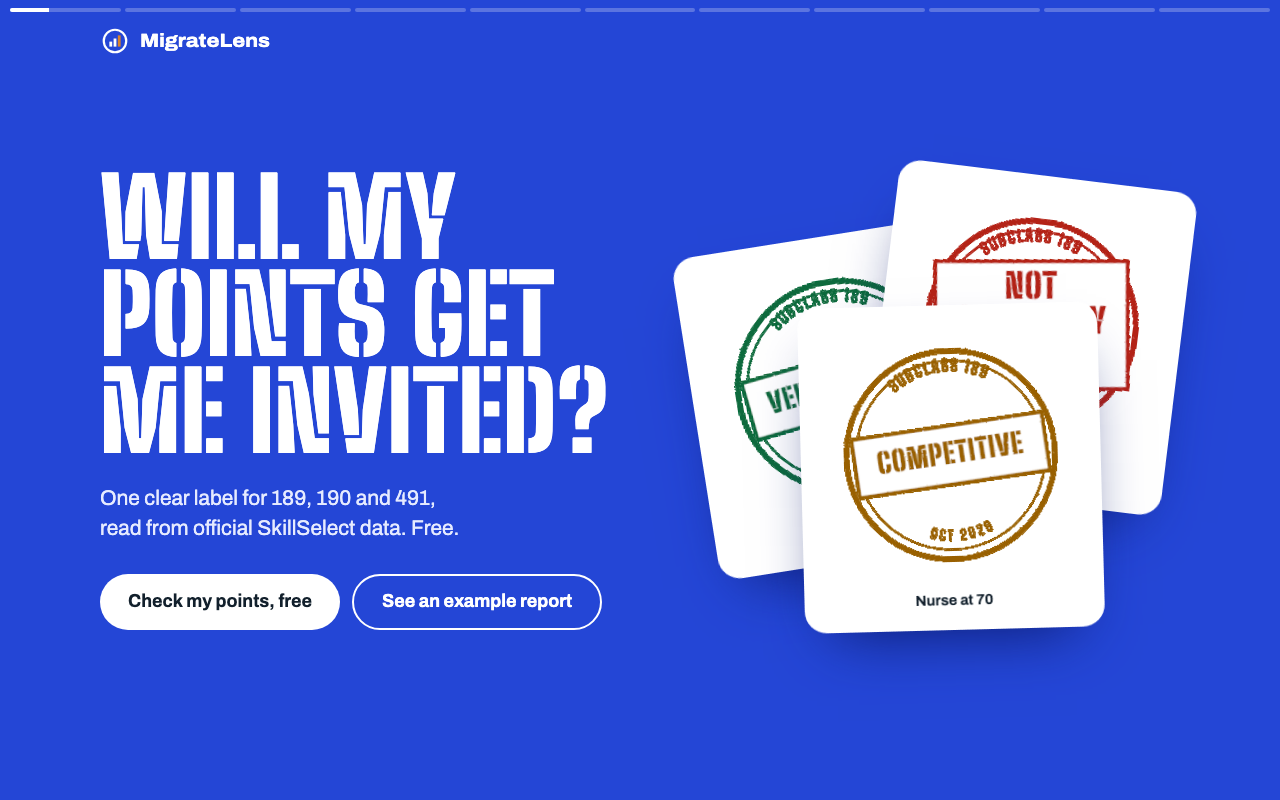 MigrateLens
WILL MY
POINTS GET
ME INVITED?
One clear label for 189, 190 and 491,
read from official SkillSelect data. Free.
Check my points, free
See an example report
SUBCLASS 189
NOT
SUBCLASS 189
SUBCLASS 189
COMPETITIVE
Nurse at 70